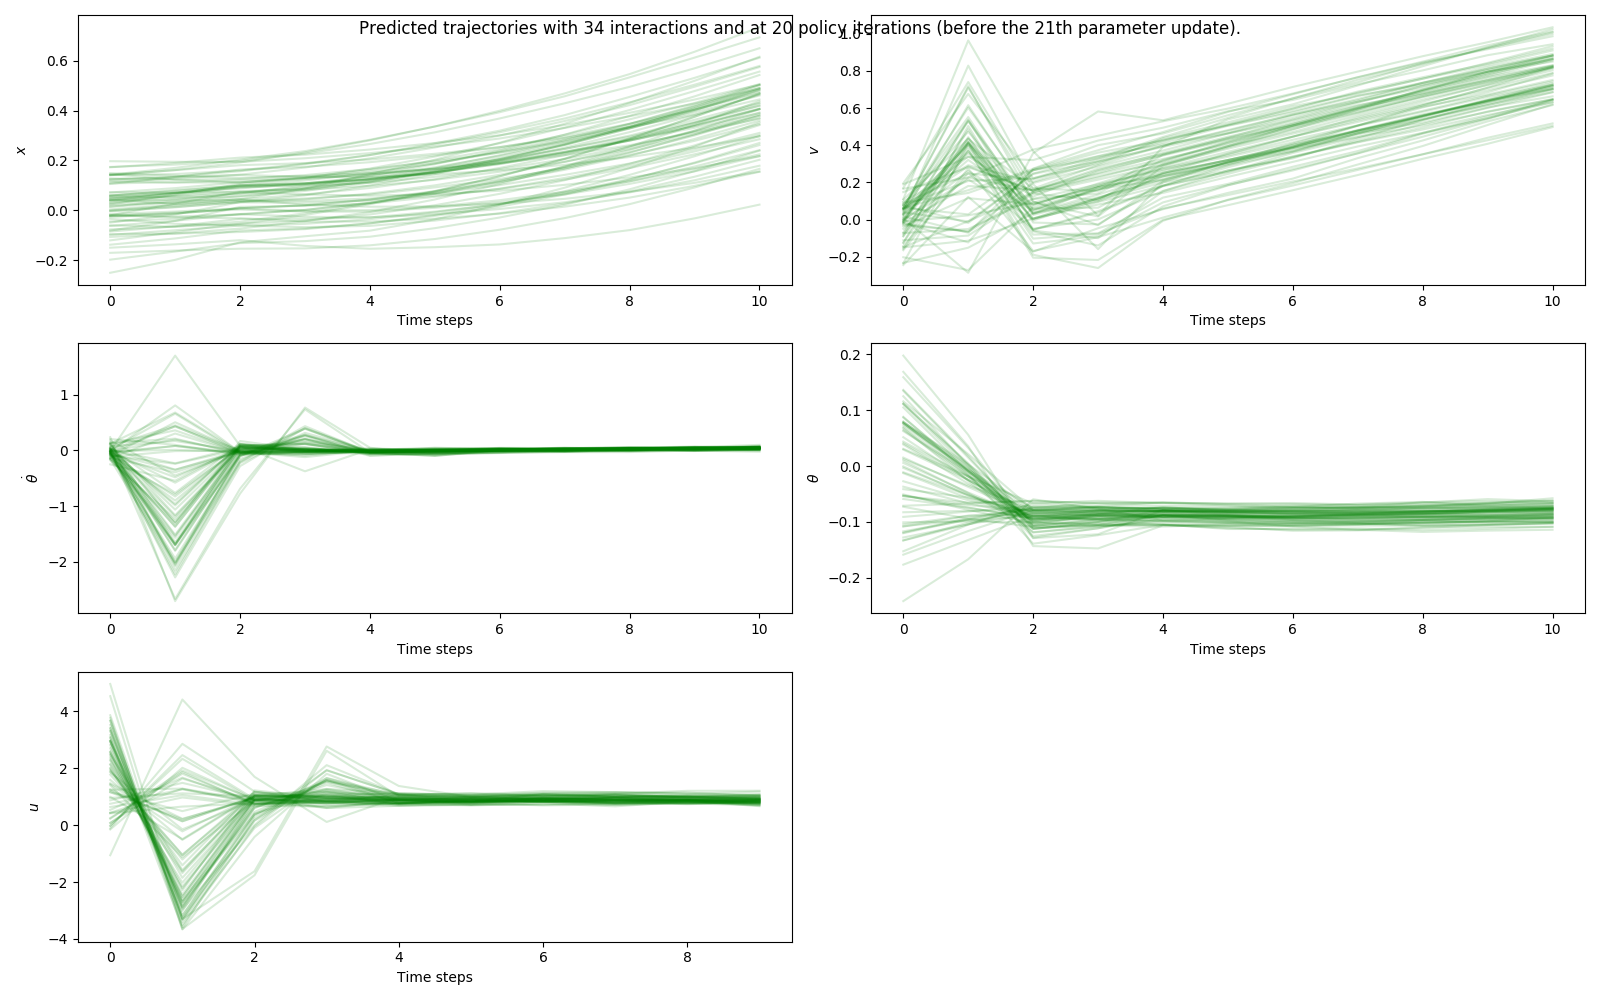 Predicted trajectories with 34 interactions and at 20 policy iterations (before the 21th parameter update).
0.6
0.4
0.2
0.0
−0.2
x
0 2 4 6 8 10
Time steps
1.0
0.8
0.6
0.4
0.2
0.0
−0.2
v
0 2 4 6 8 10
Time steps
1
0
−1
−2
θ̇
0 2 4 6 8 10
Time steps
0.2
0.1
0.0
−0.1
−0.2
θ
0 2 4 6 8 10
Time steps
4
2
0
−2
−4
u
0 2 4 6 8
Time steps